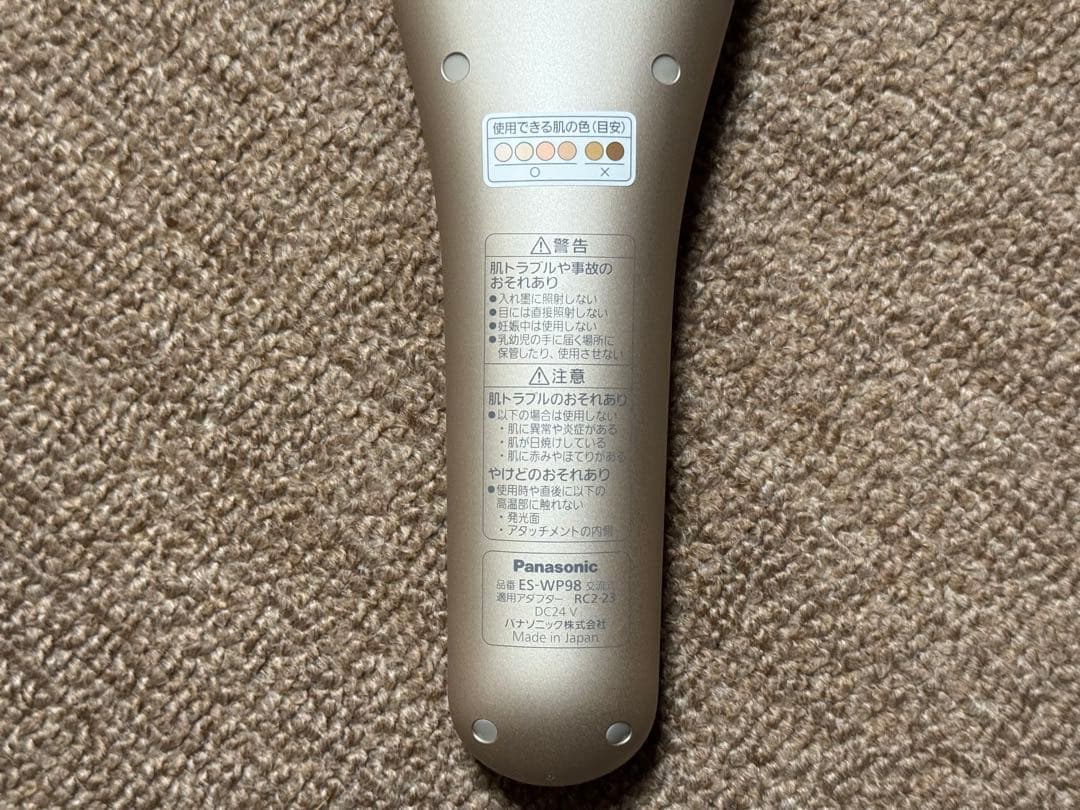 使用できる肌の色(目安)
○ ×
⚠警告
肌トラブルや事故の
おそれあり
●入れ墨に照射しない
●目には直接照射しない
●妊娠中は使用しない
●乳幼児の手に届く場所に
保管したり、使用させない
⚠注意
肌トラブルのおそれあり
●以下の場合は使用しない
・肌に異常や炎症がある
・肌が日焼けしている
・肌に赤みやほてりがある
やけどのおそれあり
●使用時や直後に以下の
高温部に触れない
・発光面
・アタッチメントの内側
Panasonic
品番 ES-WP98 交流式
適用アダプター RC2-23
DC24 V
パナソニック株式会社
Made in Japan